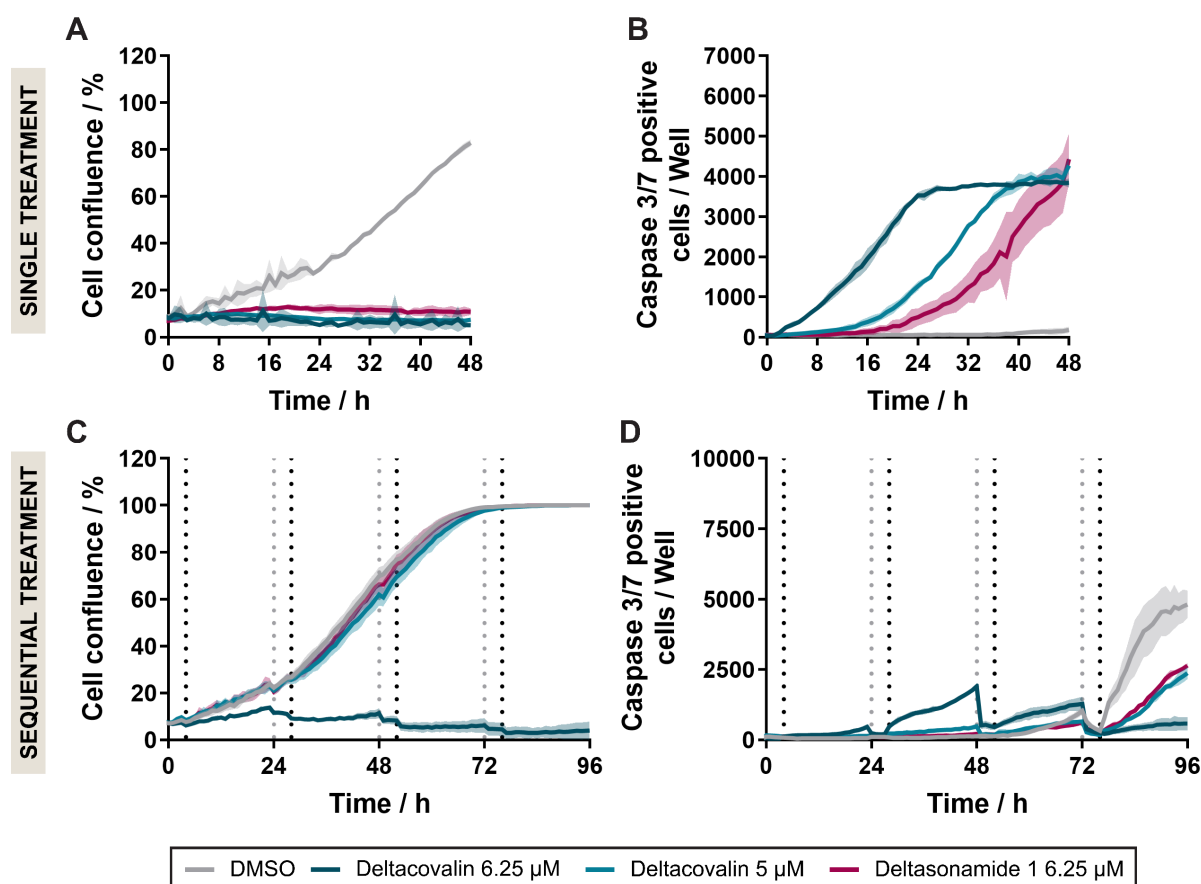 A
B
SINGLE TREATMENT
Cell confluence / %
120
100
80
60
40
20
0
0 8 16 24 32 40 48
Time / h
Caspase 3/7 positive
cells / Well
7000
6000
5000
4000
3000
2000
1000
0
0 8 16 24 32 40 48
Time / h
C
D
SEQUENTIAL TREATMENT
Cell confluence / %
120
100
80
60
40
20
0
0 24 48 72 96
Time / h
Caspase 3/7 positive
cells / Well
10000
7500
5000
2500
0
0 24 48 72 96
Time / h
DMSO Deltacovalin 6.25 µM Deltacovalin 5 µM Deltasonamide 1 6.25 µM